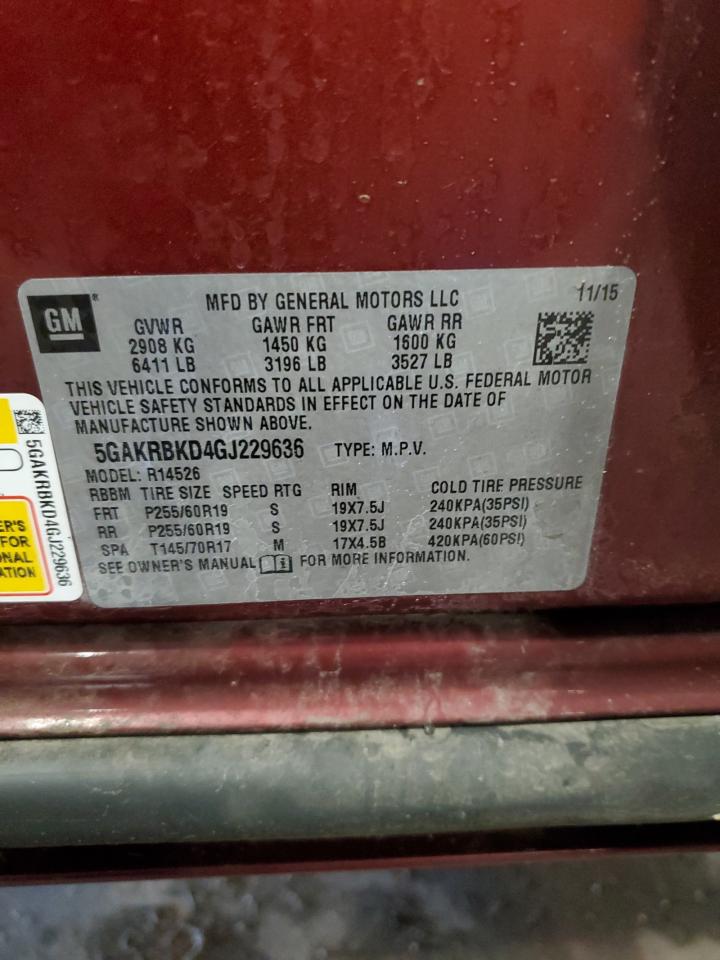 GM ®
MFD BY GENERAL MOTORS LLC
11/15
GVWR GAWR FRT GAWR RR
2908 KG 1450 KG 1600 KG
6411 LB 3196 LB 3527 LB
THIS VEHICLE CONFORMS TO ALL APPLICABLE U.S. FEDERAL MOTOR
VEHICLE SAFETY STANDARDS IN EFFECT ON THE DATE OF
MANUFACTURE SHOWN ABOVE.
5GAKRBKD4GJ229636 TYPE: M.P.V.
MODEL: R14526
RBBM TIRE SIZE SPEED RTG RIM COLD TIRE PRESSURE
FRT P255/60R19 S 19X7.5J 240KPA(35PSI)
RR P255/60R19 S 19X7.5J 240KPA(35PSI)
SPA T145/70R17 M 17X4.5B 420KPA(60PSI)
SEE OWNER'S MANUAL FOR MORE INFORMATION.
5GAKRBKD4GJ229636
ER'S
FOR
ONAL
ATION